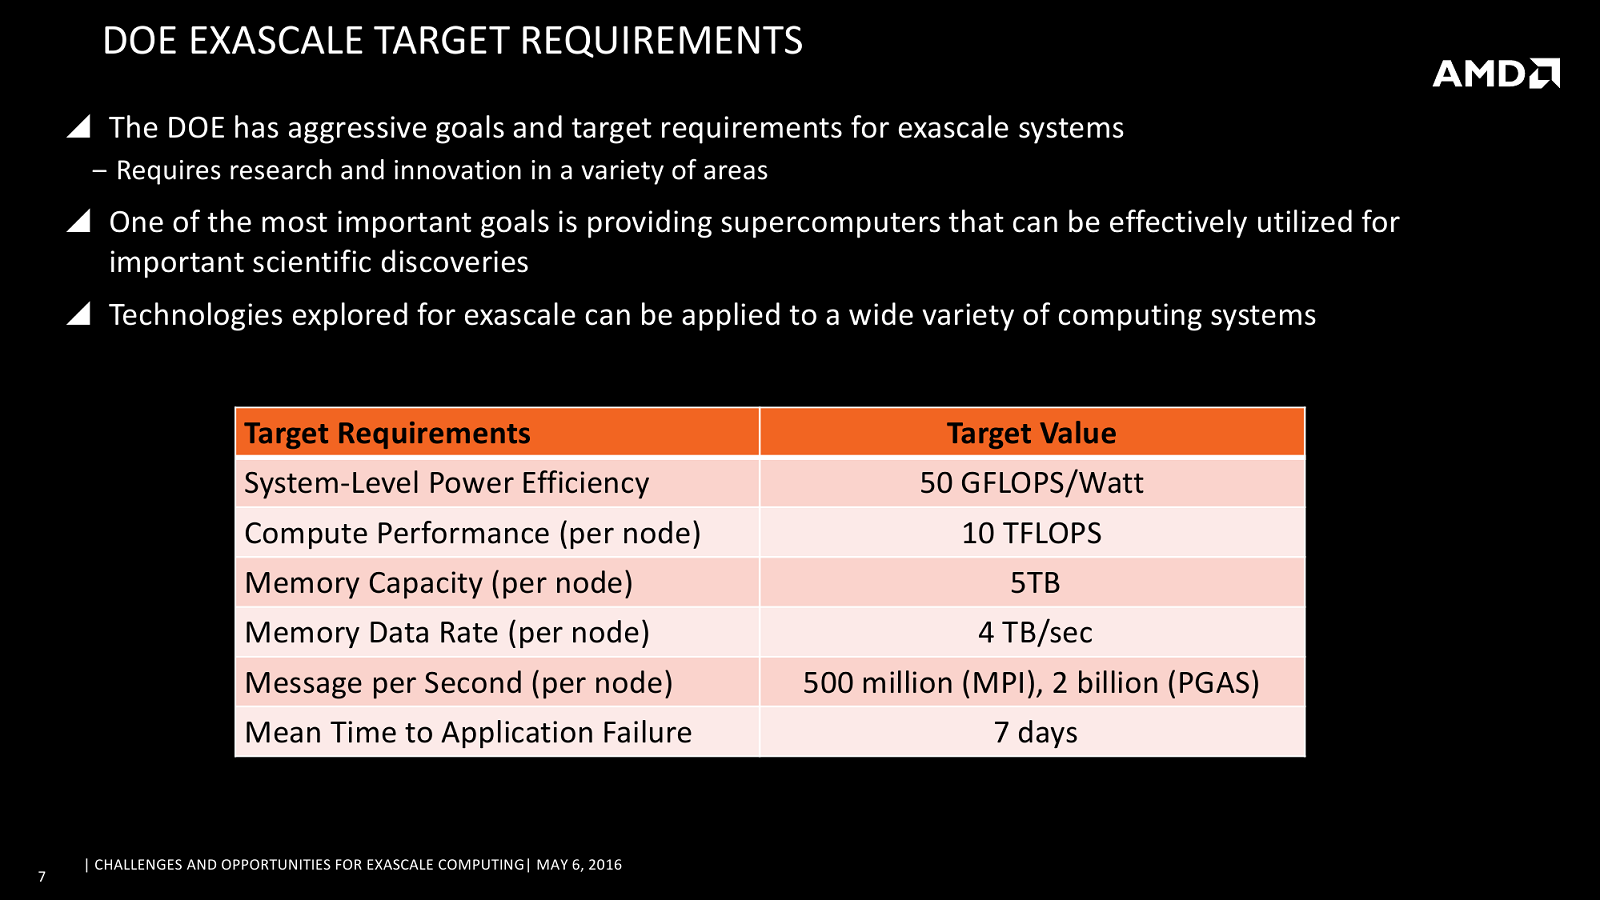 DOE EXASCALE TARGET REQUIREMENTS
AMD
The DOE has aggressive goals and target requirements for exascale systems
– Requires research and innovation in a variety of areas
One of the most important goals is providing supercomputers that can be effectively utilized for
important scientific discoveries
Technologies explored for exascale can be applied to a wide variety of computing systems
Target Requirements Target Value
System-Level Power Efficiency 50 GFLOPS/Watt
Compute Performance (per node) 10 TFLOPS
Memory Capacity (per node) 5TB
Memory Data Rate (per node) 4 TB/sec
Message per Second (per node) 500 million (MPI), 2 billion (PGAS)
Mean Time to Application Failure 7 days
7 | CHALLENGES AND OPPORTUNITIES FOR EXASCALE COMPUTING| MAY 6, 2016